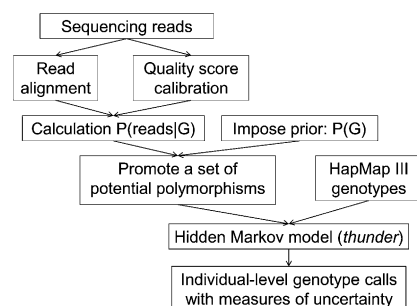 Sequencing reads
Read
alignment
Quality score
calibration
Calculation P(reads|G)
Impose prior: P(G)
Promote a set of
potential polymorphisms
HapMap III
genotypes
Hidden Markov model (thunder)
Individual-level genotype calls
with measures of uncertainty